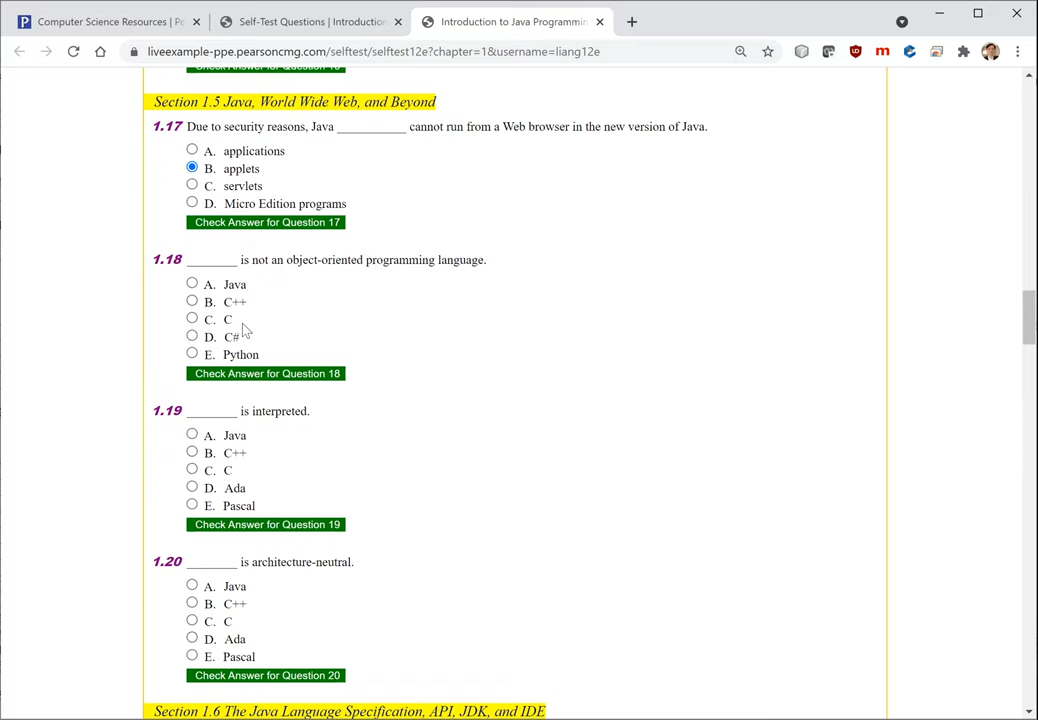 Computer Science Resources | Pe
Self-Test Questions | Introduction
Introduction to Java Programmin
liveexample-ppe.pearsoncmg.com/selftest/selftest12e?chapter=1&username=liang12e
Check Answer for Question 16
Section 1.5 Java, World Wide Web, and Beyond
1.17 Due to security reasons, Java ___________ cannot run from a Web browser in the new version of Java.
A. applications
B. applets
C. servlets
D. Micro Edition programs
Check Answer for Question 17
1.18 ________ is not an object-oriented programming language.
A. Java
B. C++
C. C
D. C#
E. Python
Check Answer for Question 18
1.19 ________ is interpreted.
A. Java
B. C++
C. C
D. Ada
E. Pascal
Check Answer for Question 19
1.20 ________ is architecture-neutral.
A. Java
B. C++
C. C
D. Ada
E. Pascal
Check Answer for Question 20
Section 1.6 The Java Language Specification, API, JDK, and IDE